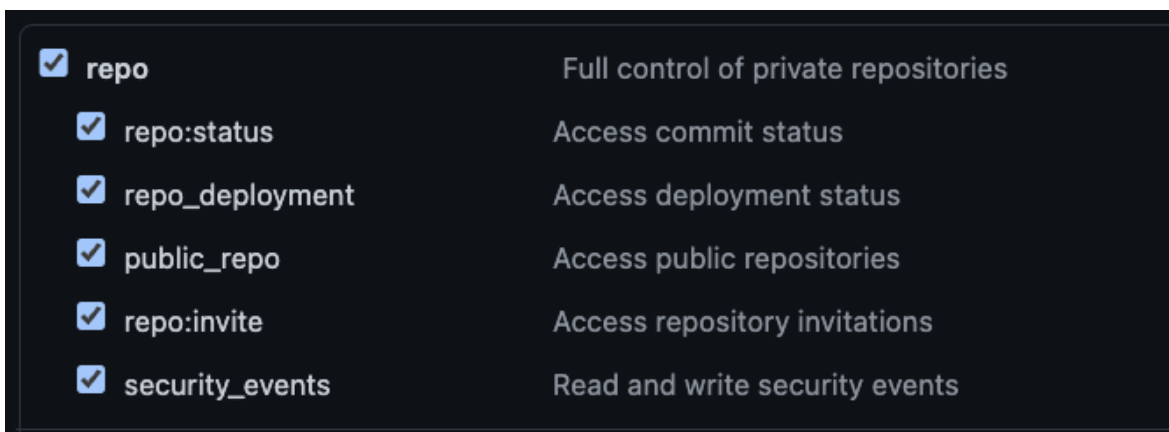 repo Full control of private repositories
repo:status Access commit status
repo_deployment Access deployment status
public_repo Access public repositories
repo:invite Access repository invitations
security_events Read and write security events